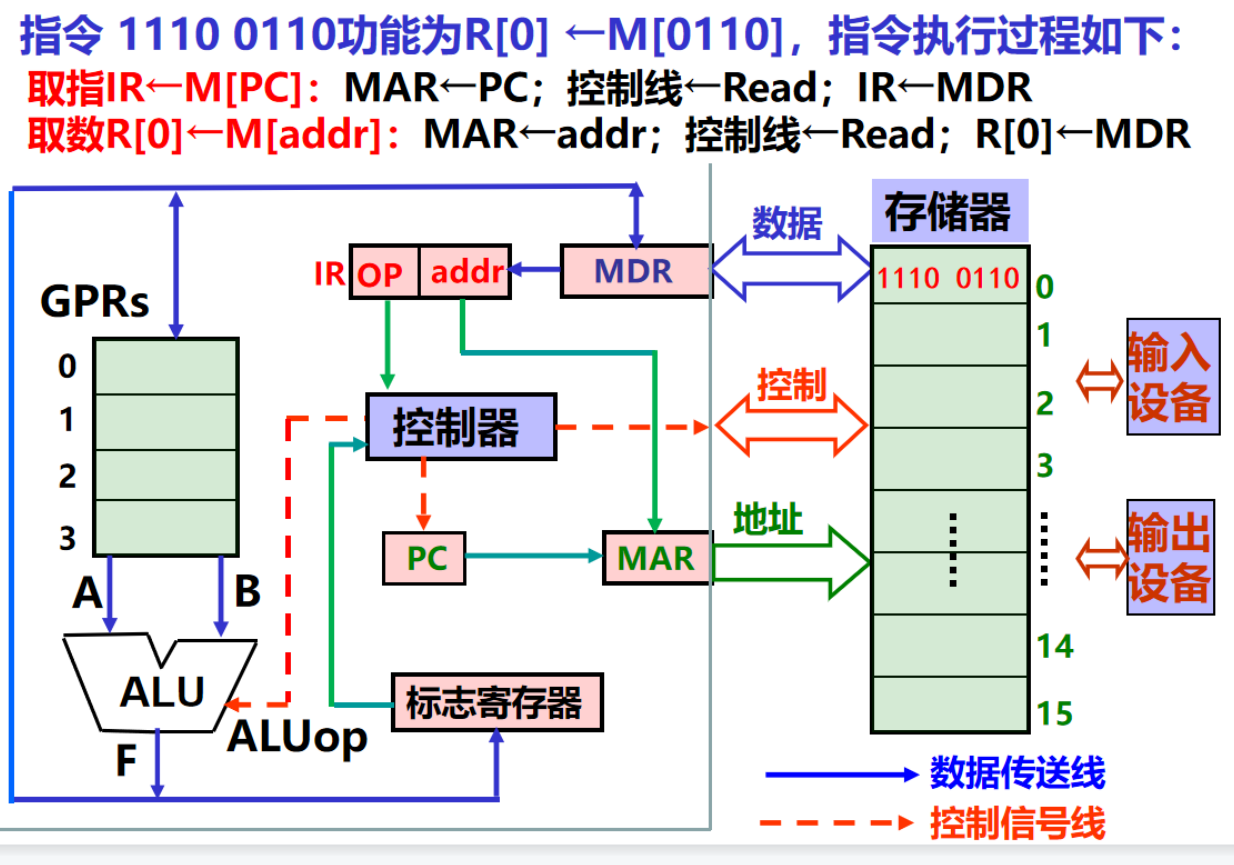 指令 1110 0110功能为R[0] ←M[0110]，指令执行过程如下：
取指IR←M[PC]：MAR←PC；控制线←Read；IR←MDR
取数R[0]←M[addr]：MAR←addr；控制线←Read；R[0]←MDR
存储器
数据
IR
OP
addr
MDR
1110 0110
0
GPRs
1
输入
设备
0
控制
2
1
控制器
2
3
3
地址
输出
设备
PC
MAR
A
B
14
ALU
标志寄存器
15
ALUop
F
数据传送线
控制信号线